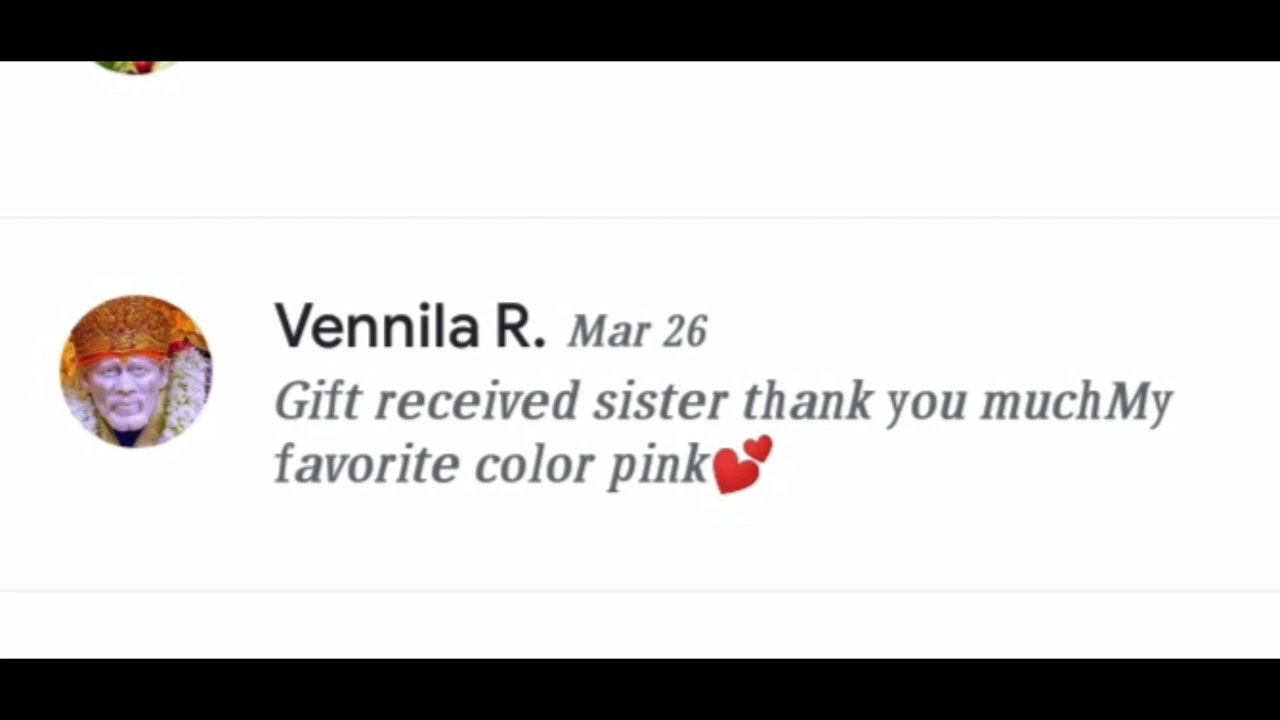 Vennila R. Mar 26
Gift received sister thank you muchMy
favorite color pink💕